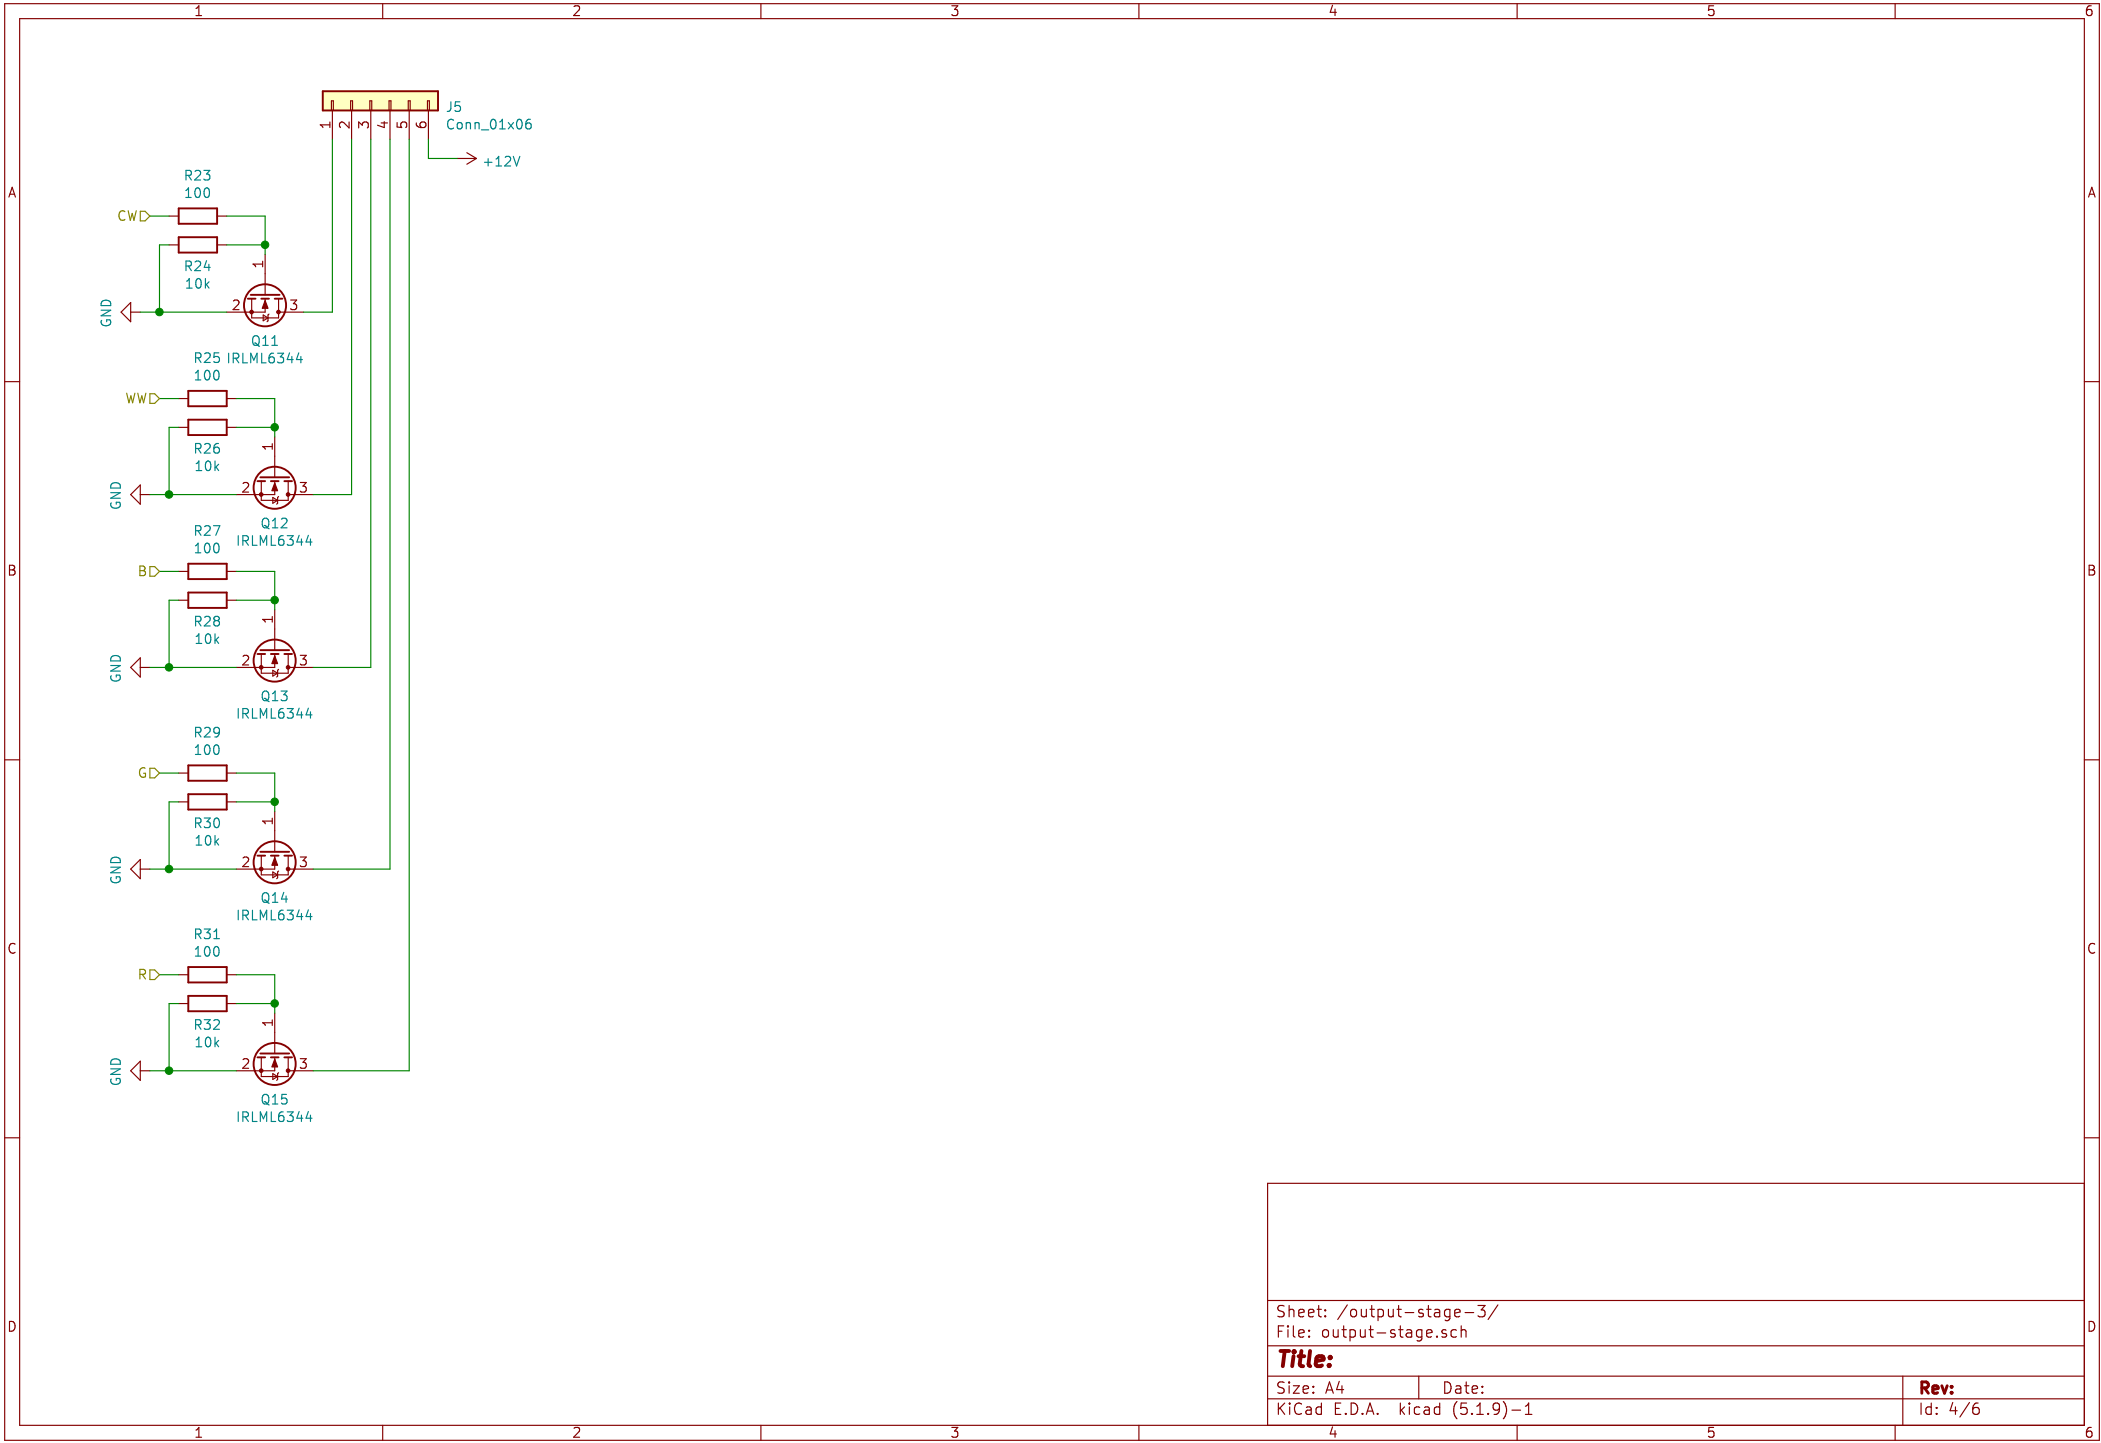 1 2 3 4 5 6
J5
Conn_01x06
1 2 3 4 5 6
+12V
A A
R23
100
CW
R24
10k
1
2 3
GND
Q11
IRLML6344
R25
100
WW
R26
10k
1
2 3
GND
Q12
IRLML6344
R27
100
B B
B
R28
10k
1
2 3
GND
Q13
IRLML6344
R29
100
G
R30
10k
1
2 3
GND
Q14
IRLML6344
R31
100
C C
R
R32
10k
1
2 3
GND
Q15
IRLML6344
Sheet: /output-stage-3/
File: output-stage.sch
D D
Title:
Size: A4 Date: Rev:
KiCad E.D.A. kicad (5.1.9)-1 Id: 4/6
1 2 3 4 5 6